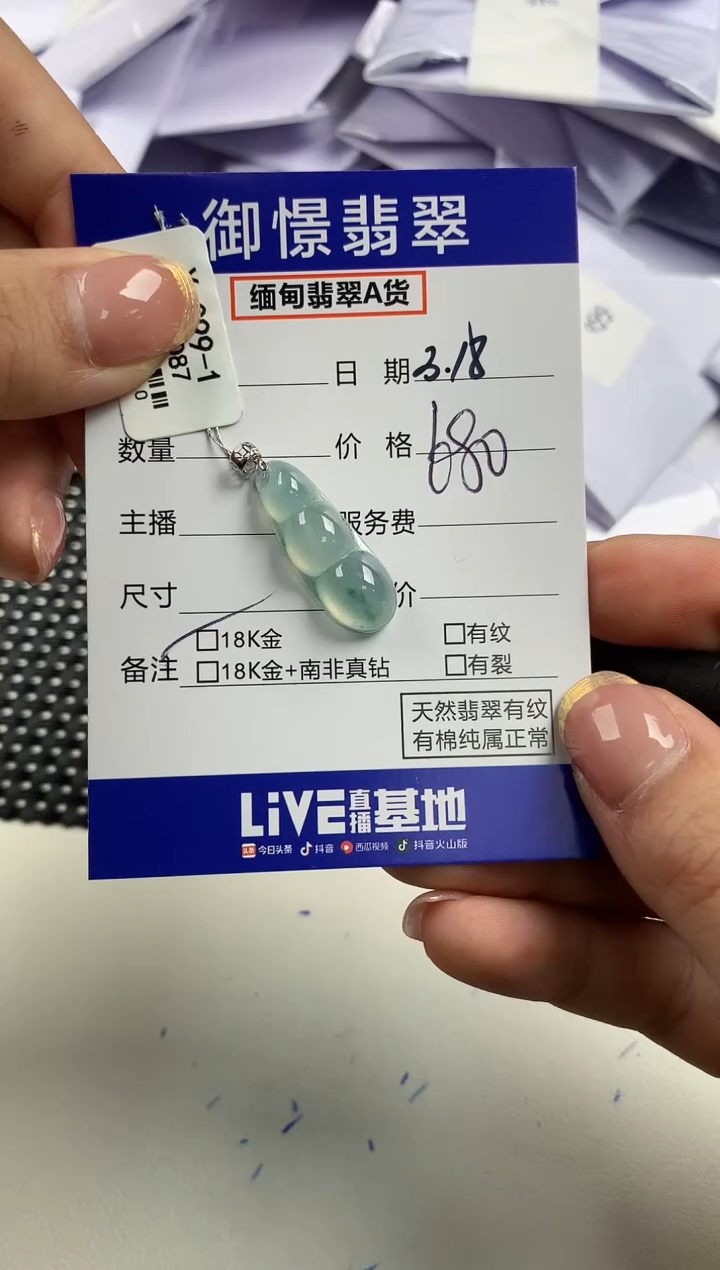 御憬翡翠
缅甸翡翠A货
日 期 3.18
数量 价 格 680
主播 服务费
尺寸 价
□18K金 □有纹
备注 □18K金+南非真钻 □有裂
天然翡翠有纹
有棉纯属正常
LiVE直播基地
头条 今日头条 抖音 西瓜视频 抖音火山版